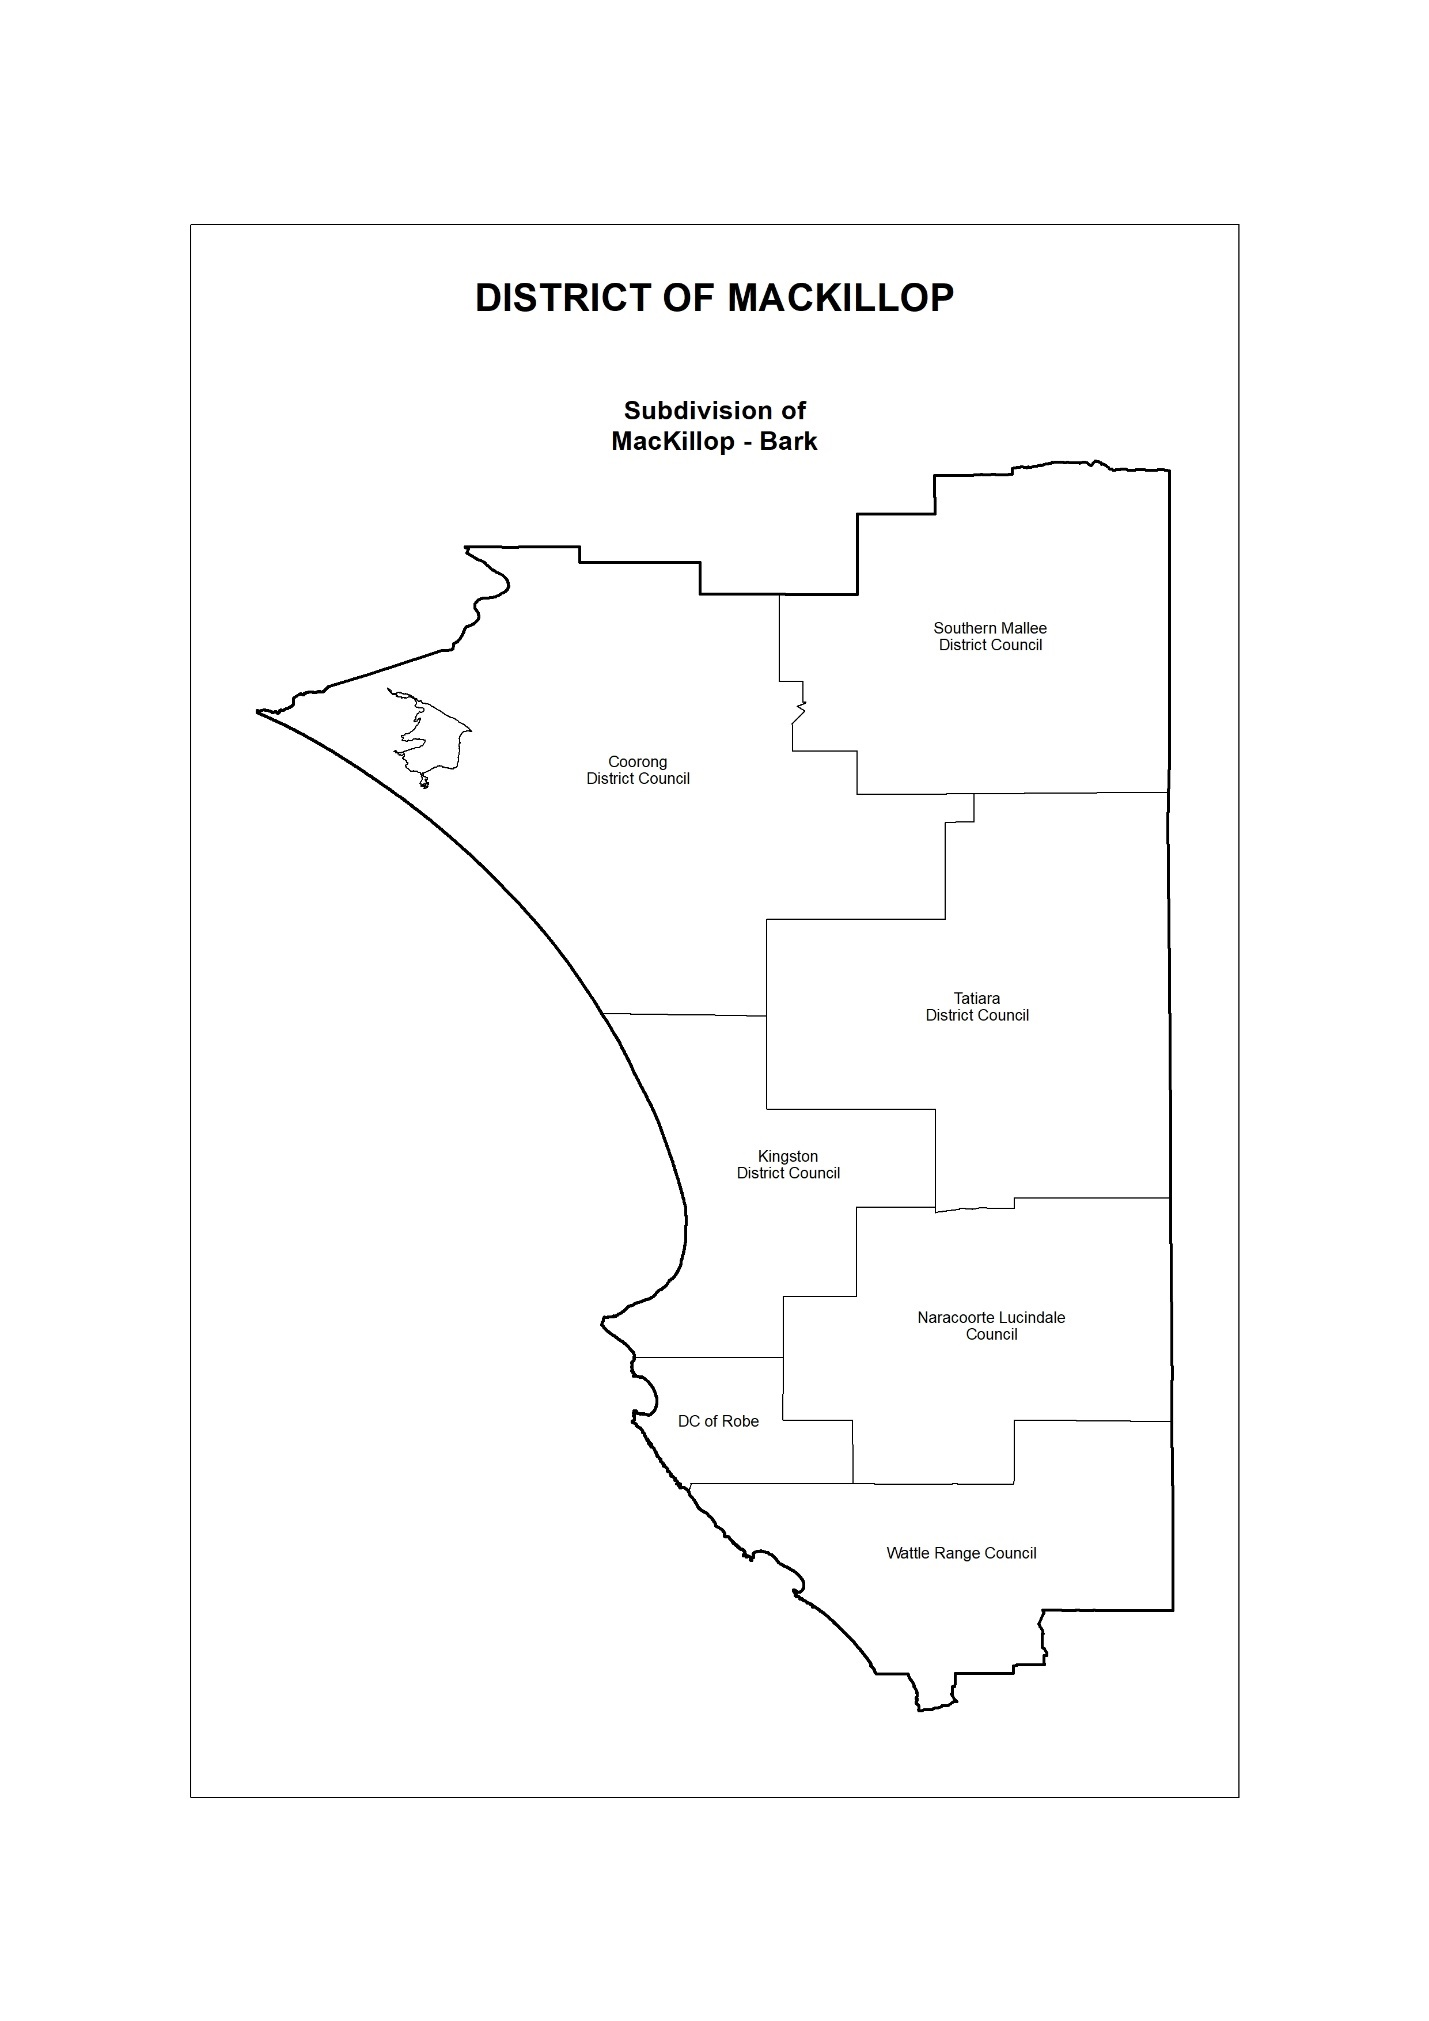 DISTRICT OF MACKILLOP
Subdivision of
MacKillop - Bark
Southern Mallee
District Council
Coorong
District Council
Tatiara
District Council
Kingston
District Council
Naracoorte Lucindale
Council
DC of Robe
Wattle Range Council